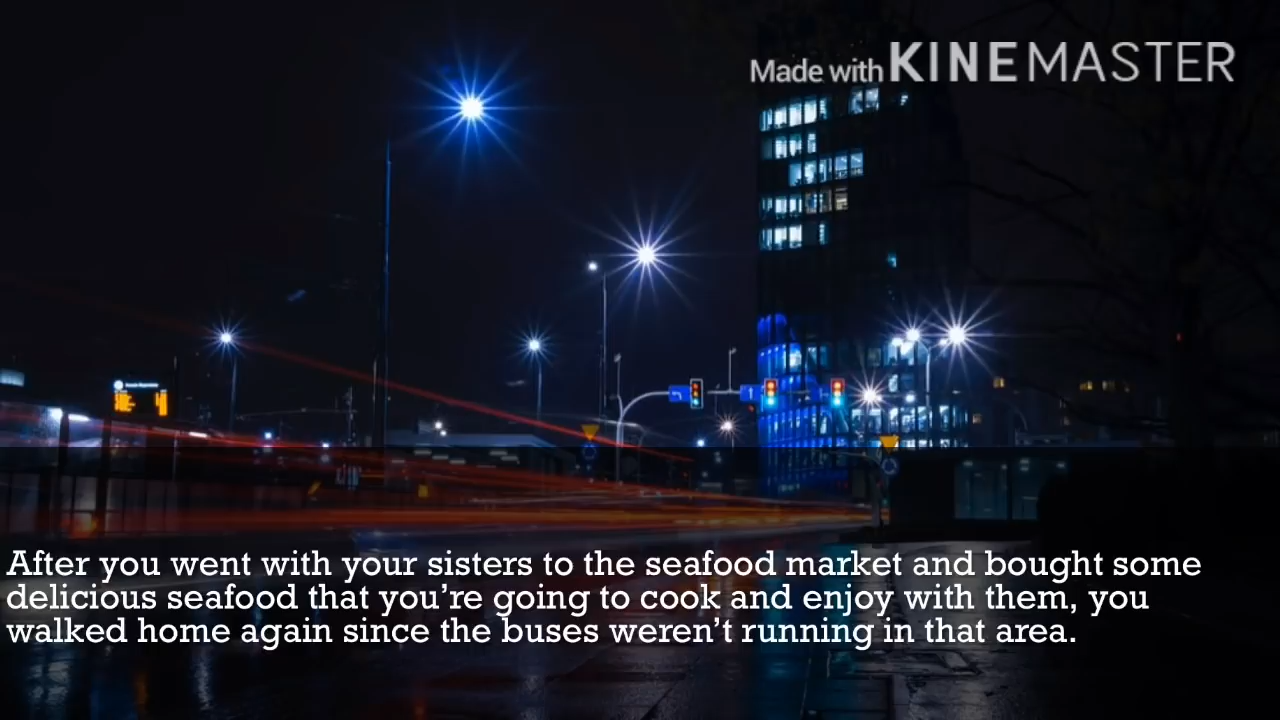 Made with KINEMASTER
After you went with your sisters to the seafood market and bought some
delicious seafood that you're going to cook and enjoy with them, you
walked home again since the buses weren't running in that area.